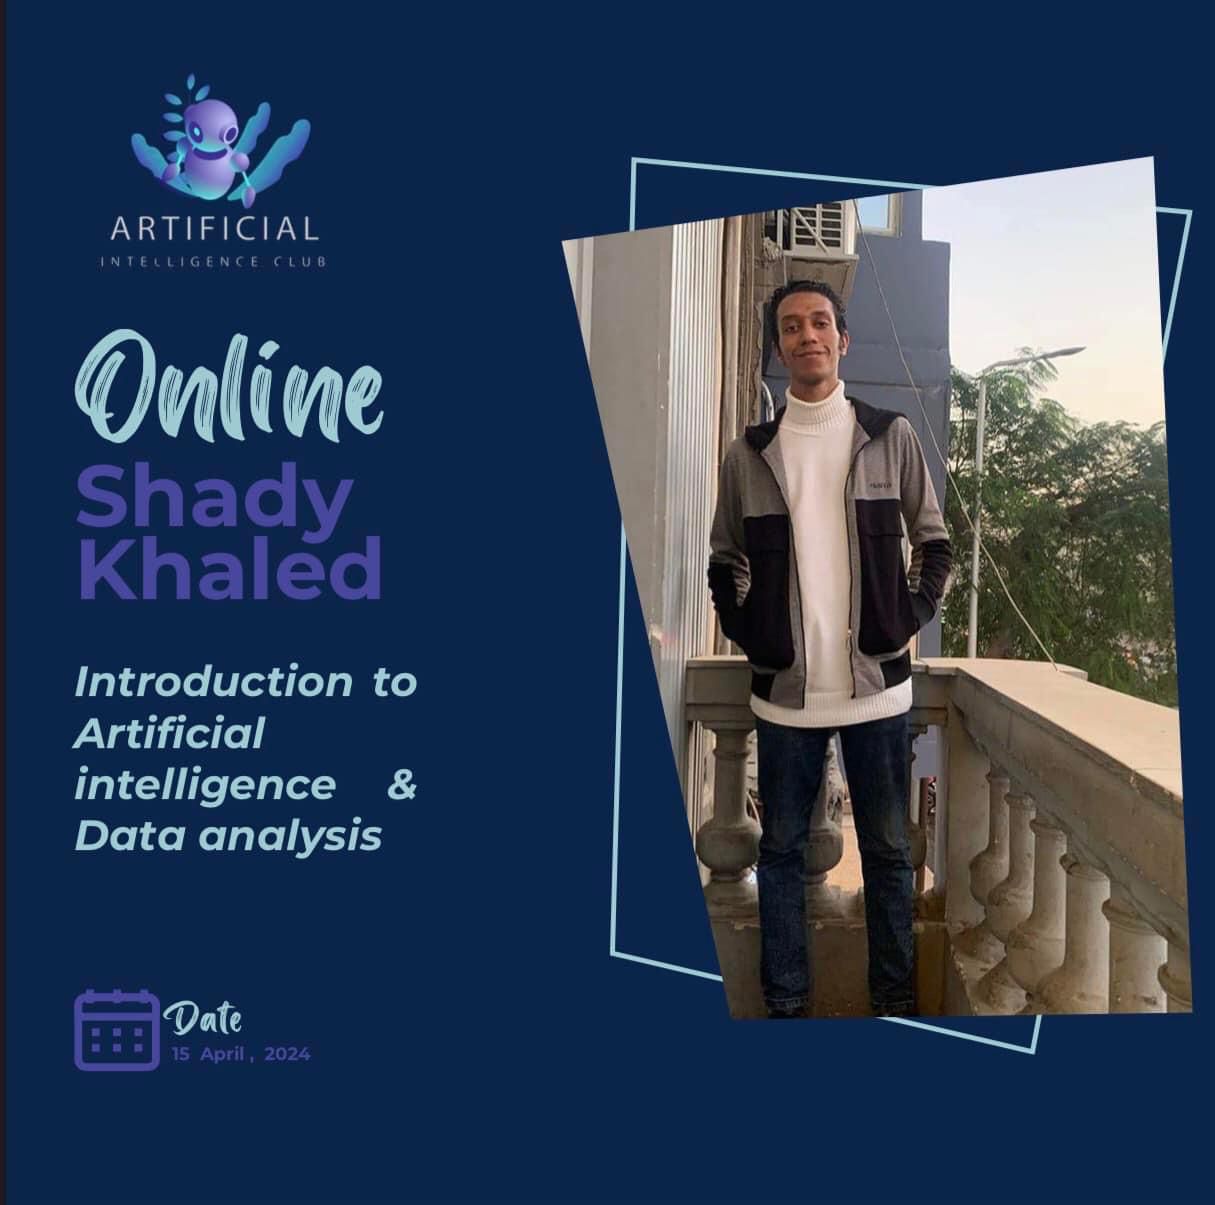 ARTIFICIAL
INTELLIGENCE CLUB
Online
Shady
Khaled
Introduction to
Artificial
intelligence &
Data analysis
Date
15 April , 2024